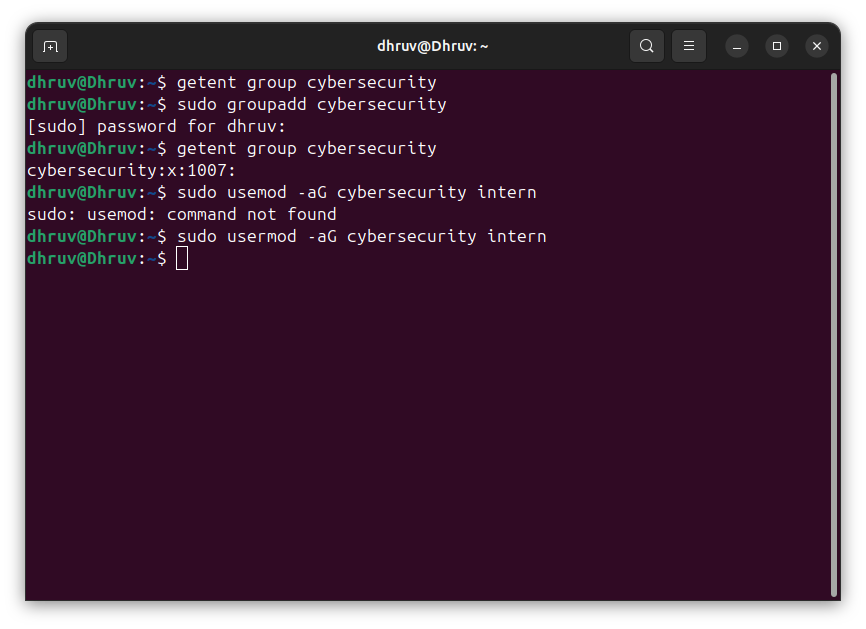 dhruv@Dhruv: ~
dhruv@Dhruv:~$ getent group cybersecurity
dhruv@Dhruv:~$ sudo groupadd cybersecurity
[sudo] password for dhruv:
dhruv@Dhruv:~$ getent group cybersecurity
cybersecurity:x:1007:
dhruv@Dhruv:~$ sudo usemod -aG cybersecurity intern
sudo: usemod: command not found
dhruv@Dhruv:~$ sudo usermod -aG cybersecurity intern
dhruv@Dhruv:~$